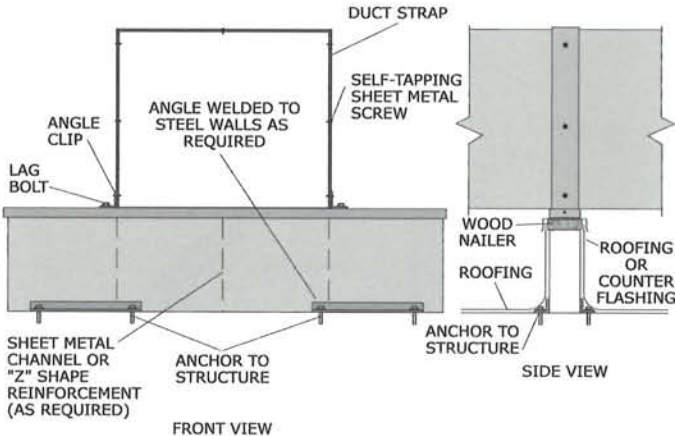 DUCT STRAP
SELF-TAPPING
SHEET METAL
SCREW
ANGLE WELDED TO
STEEL WALLS AS
REQUIRED
ANGLE
CLIP
LAG
BOLT
SHEET METAL
CHANNEL OR
"Z" SHAPE
REINFORCEMENT
(AS REQUIRED)
ANCHOR TO
STRUCTURE
FRONT VIEW
WOOD
NAILER
ROOFING
OR
COUNTER
FLASHING
ROOFING
ANCHOR TO
STRUCTURE
SIDE VIEW